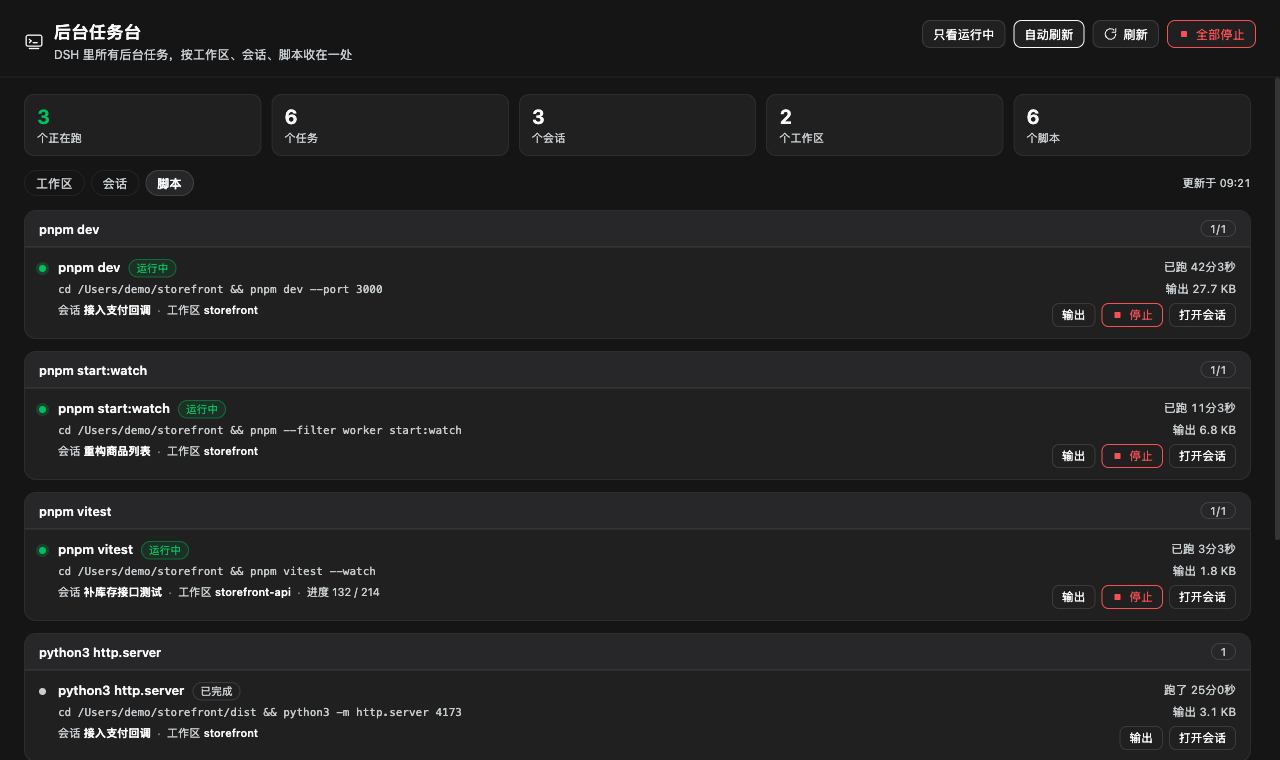 后台任务台
DSH 里所有后台任务，按工作区、会话、脚本收在一处
只看运行中 自动刷新 刷新 全部停止
3 6 3 2 6
个正在跑 个任务 个会话 个工作区 个脚本
工作区 会话 脚本 更新于 09:21
pnpm dev 1/1
pnpm dev 运行中 已跑 42分3秒
cd /Users/demo/storefront && pnpm dev --port 3000 输出 27.7 KB
会话 接入支付回调 · 工作区 storefront 输出 停止 打开会话
pnpm start:watch 1/1
pnpm start:watch 运行中 已跑 11分3秒
cd /Users/demo/storefront && pnpm --filter worker start:watch 输出 6.8 KB
会话 重构商品列表 · 工作区 storefront 输出 停止 打开会话
pnpm vitest 1/1
pnpm vitest 运行中 已跑 3分3秒
cd /Users/demo/storefront && pnpm vitest --watch 输出 1.8 KB
会话 补库存接口测试 · 工作区 storefront-api · 进度 132 / 214 输出 停止 打开会话
python3 http.server 1
python3 http.server 已完成 跑了 25分0秒
cd /Users/demo/storefront/dist && python3 -m http.server 4173 输出 3.1 KB
会话 接入支付回调 · 工作区 storefront 输出 打开会话